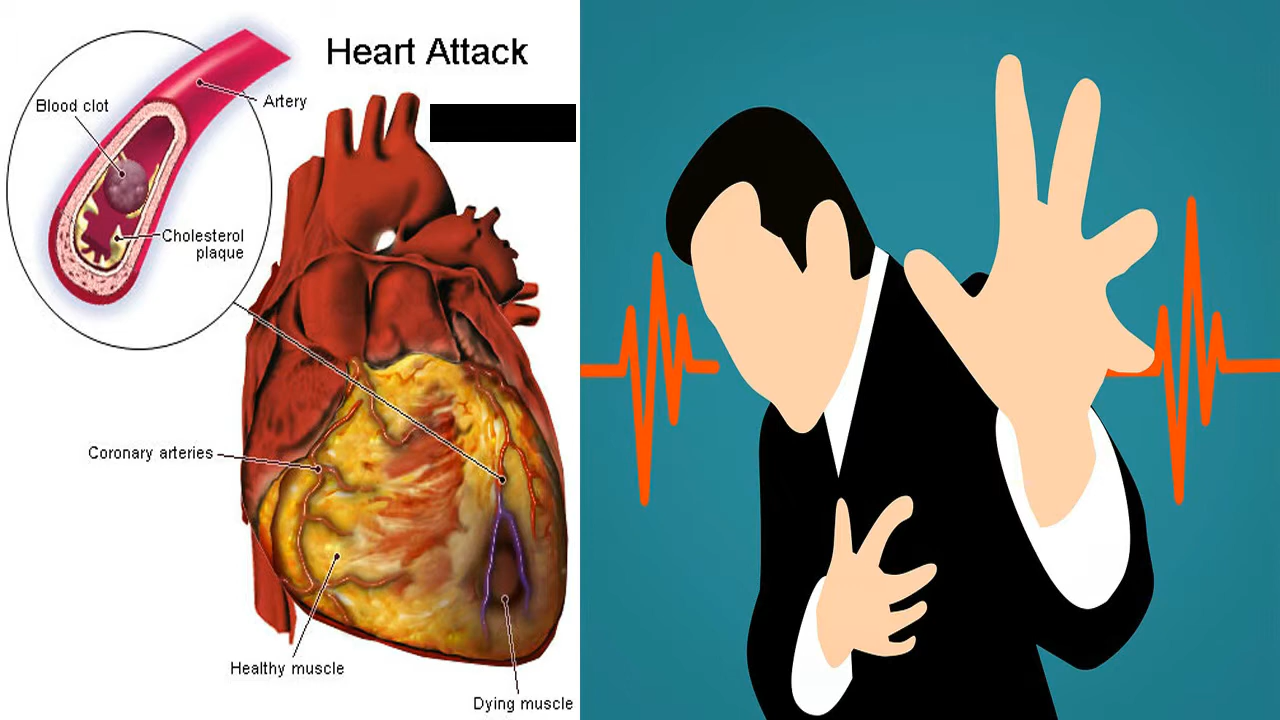 Heart Attack
Blood clot
Artery
Cholesterol
plaque
Coronary arteries
Healthy muscle
Dying muscle